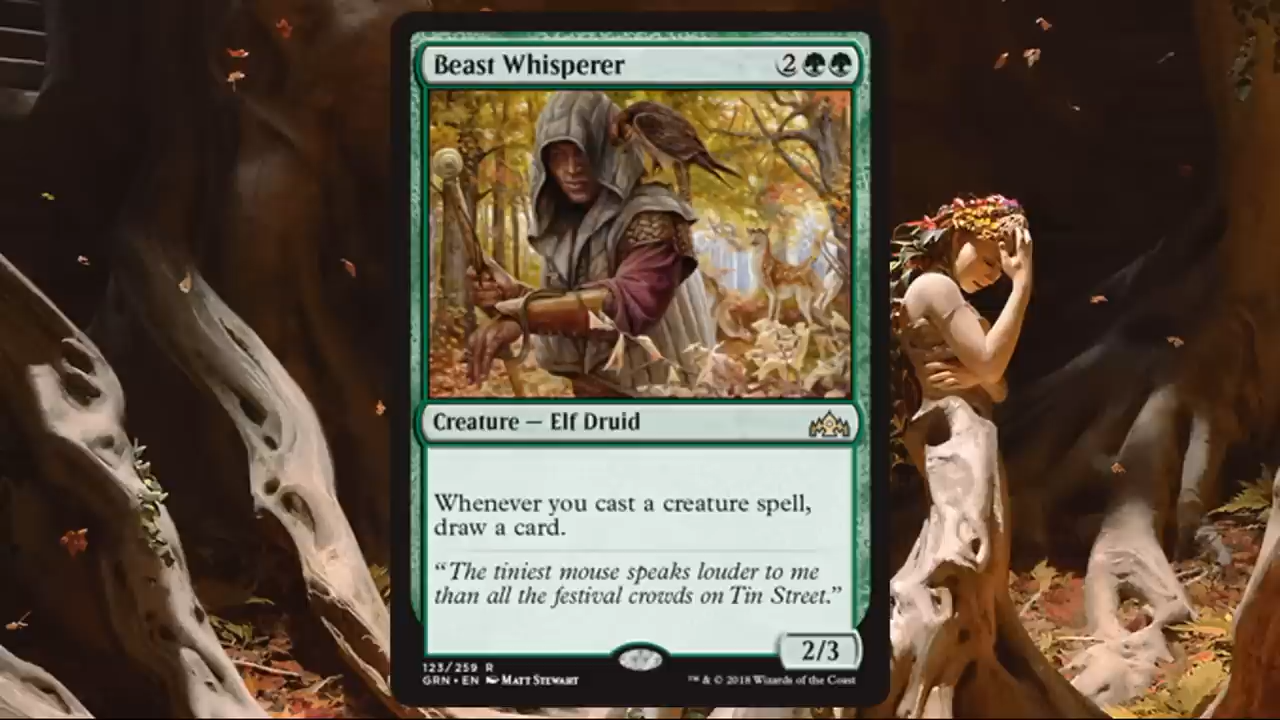 Beast Whisperer 2
Creature — Elf Druid
Whenever you cast a creature spell,
draw a card.
“The tiniest mouse speaks louder to me
than all the festival crowds on Tin Street.”
2/3
123/259 R
GRN • EN Matt Stewart
™ & © 2018 Wizards of the Coast